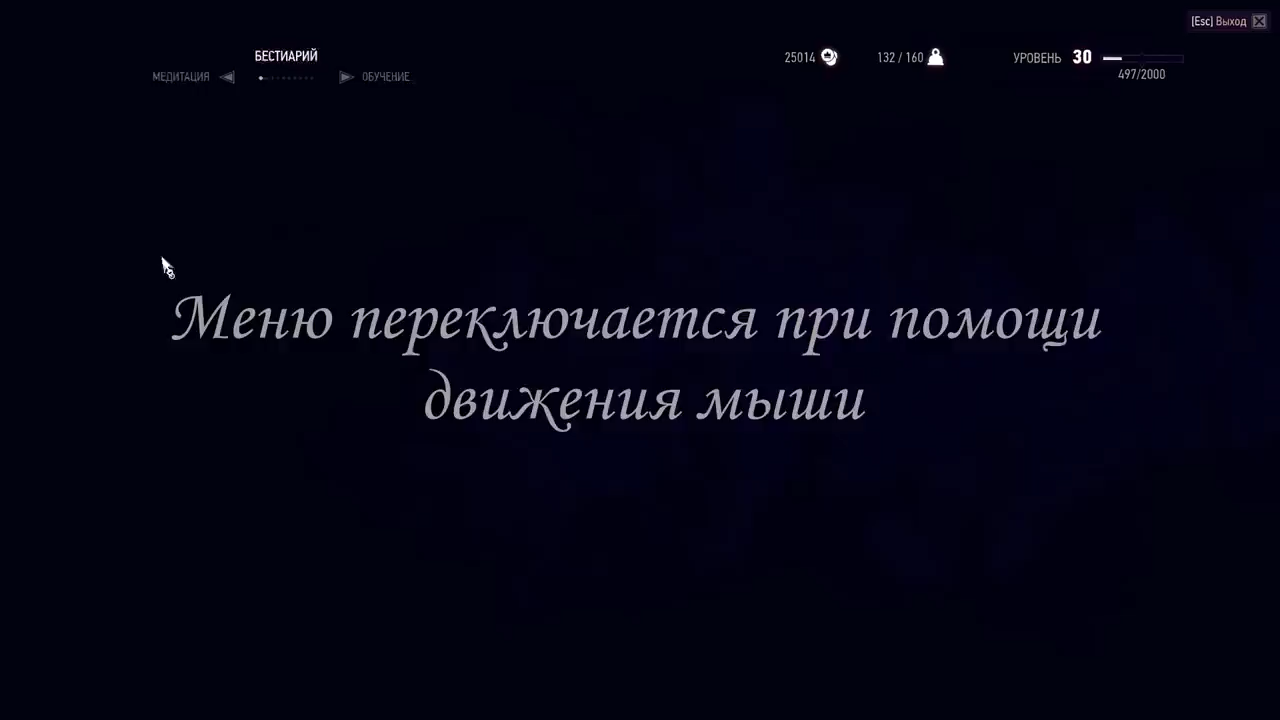 [Esc] Выход
БЕСТИАРИЙ
МЕДИТАЦИЯ
ОБУЧЕНИЕ
25014
132 / 160
УРОВЕНЬ 30
497/2000
Меню переключается при помощи
движения мыши